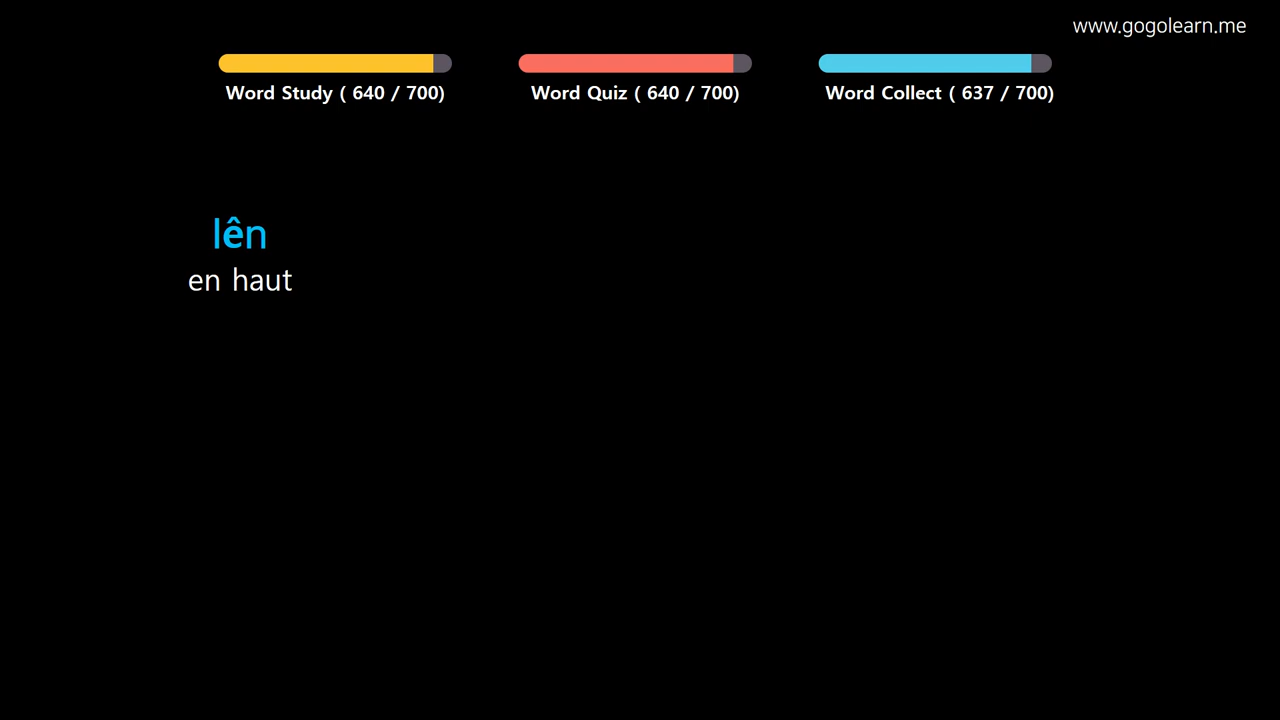 www.gogolearn.me
Word Study ( 640 / 700)
Word Quiz ( 640 / 700)
Word Collect ( 637 / 700)
lên
en haut